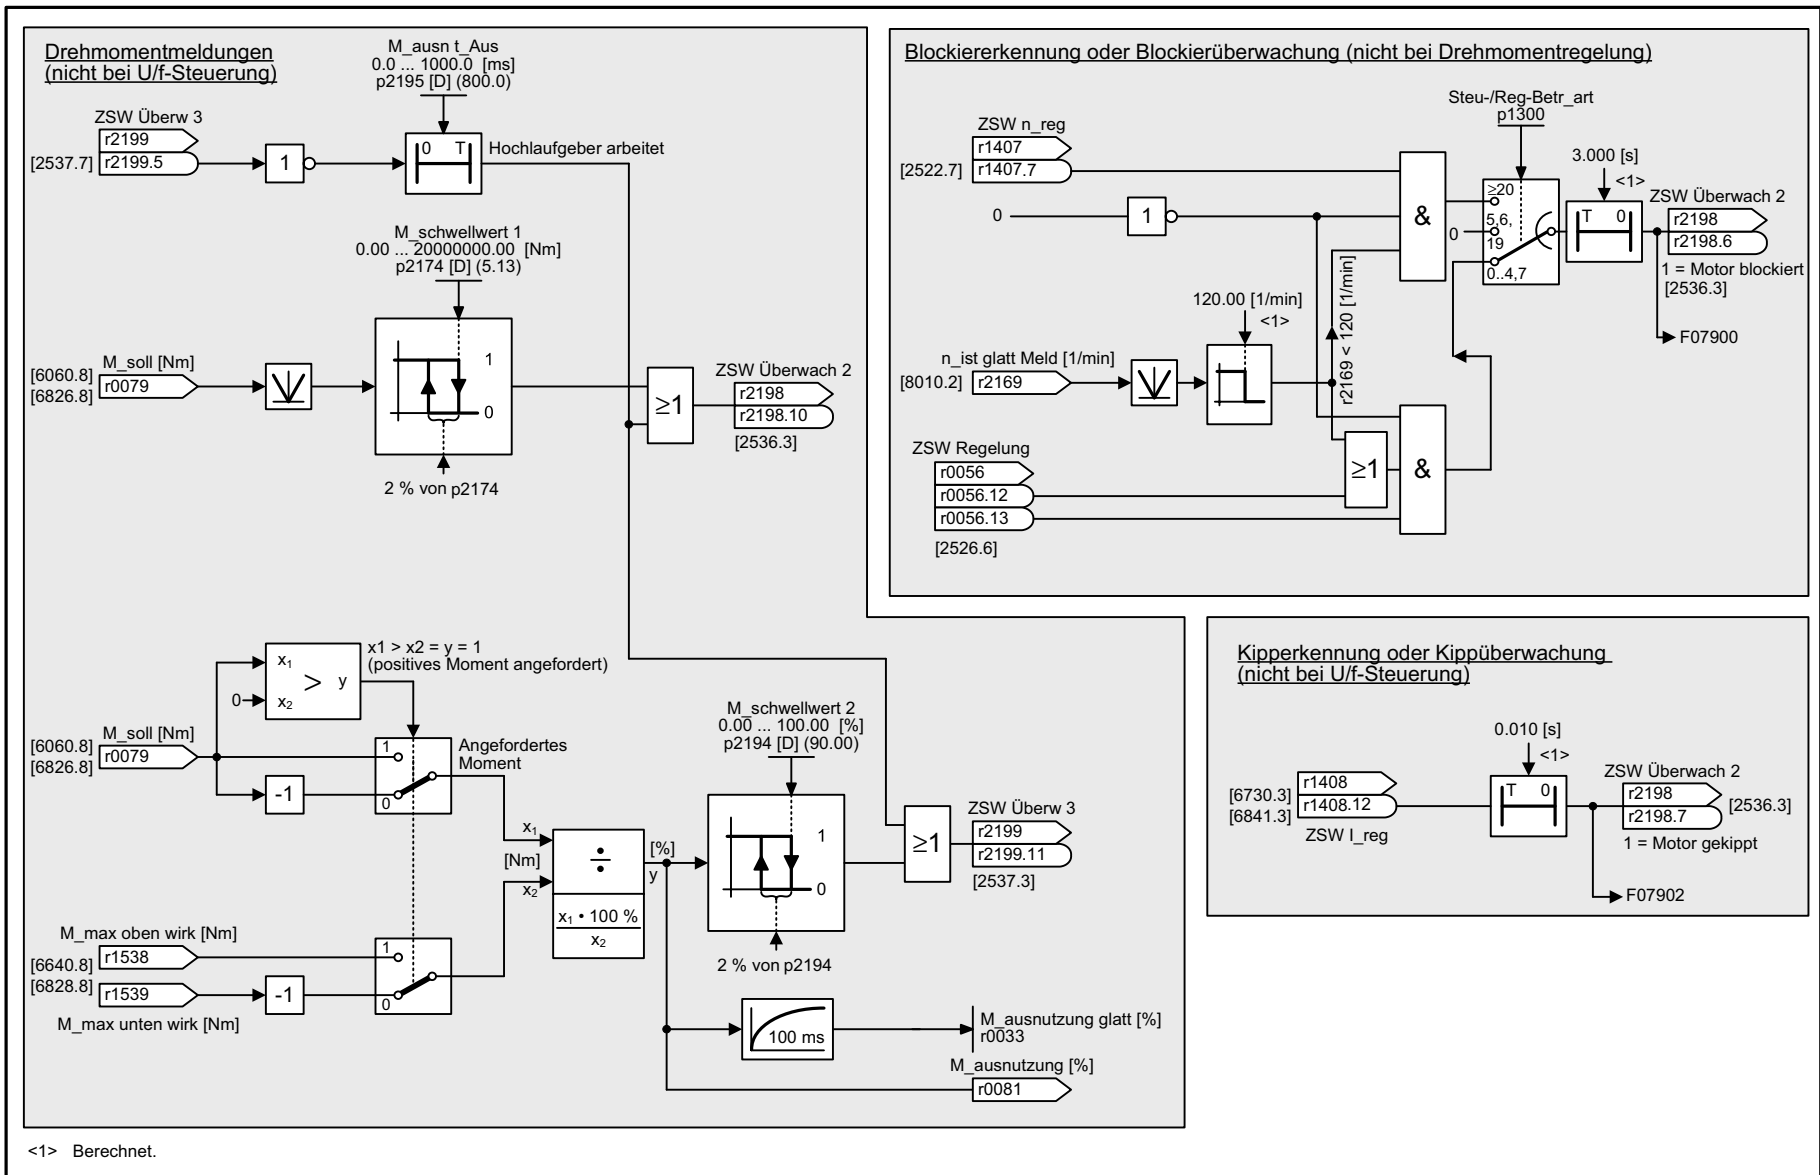 Drehmomentmeldungen
(nicht bei U/f-Steuerung)
M_ausn t_Aus
0.0 ... 1000.0 [ms]
p2195 [D] (800.0)
ZSW Überw 3
r2199
[2537.7]
r2199.5
1
0 T
Hochlaufgeber arbeitet
M_schwellwert 1
0.00 ... 20000000.00 [Nm]
p2174 [D] (5.13)
[6060.8]
[6826.8]
M_soll [Nm]
r0079
1
0
2 % von p2174
≥1
ZSW Überwach 2
r2198
r2198.10
[2536.3]
x1 > x2 = y = 1
(positives Moment angefordert)
x1
> y
0
x2
[6060.8]
[6826.8]
M_soll [Nm]
r0079
-1
1
0
Angefordertes
Moment
M_max oben wirk [Nm]
[6640.8]
[6828.8]
r1538
r1539
M_max unten wirk [Nm]
-1
1
0
x1
[Nm]
x2
÷
x1 • 100 %
x2
[%]
y
M_schwellwert 2
0.00 ... 100.00 [%]
p2194 [D] (90.00)
1
0
2 % von p2194
≥1
ZSW Überw 3
r2199
r2199.11
[2537.3]
100 ms
M_ausnutzung glatt [%]
r0033
M_ausnutzung [%]
r0081
Blockiererkennung oder Blockierüberwachung (nicht bei Drehmomentregelung)
Steu-/Reg-Betr_art
p1300
ZSW n_reg
r1407
[2522.7]
r1407.7
0
1
&
≥20
5,6,
19
0
0..4,7
3.000 [s]
<1>
T 0
ZSW Überwach 2
r2198
r2198.6
1 = Motor blockiert
[2536.3]
F07900
120.00 [1/min]
<1>
r2169 < 120 [1/min]
n_ist glatt Meld [1/min]
[8010.2]
r2169
ZSW Regelung
r0056
r0056.12
r0056.13
[2526.6]
≥1
&
Kipperkennung oder Kippüberwachung
(nicht bei U/f-Steuerung)
0.010 [s]
<1>
[6730.3]
[6841.3]
r1408
r1408.12
ZSW I_reg
T 0
ZSW Überwach 2
r2198
r2198.7
[2536.3]
1 = Motor gekippt
F07902
<1> Berechnet.